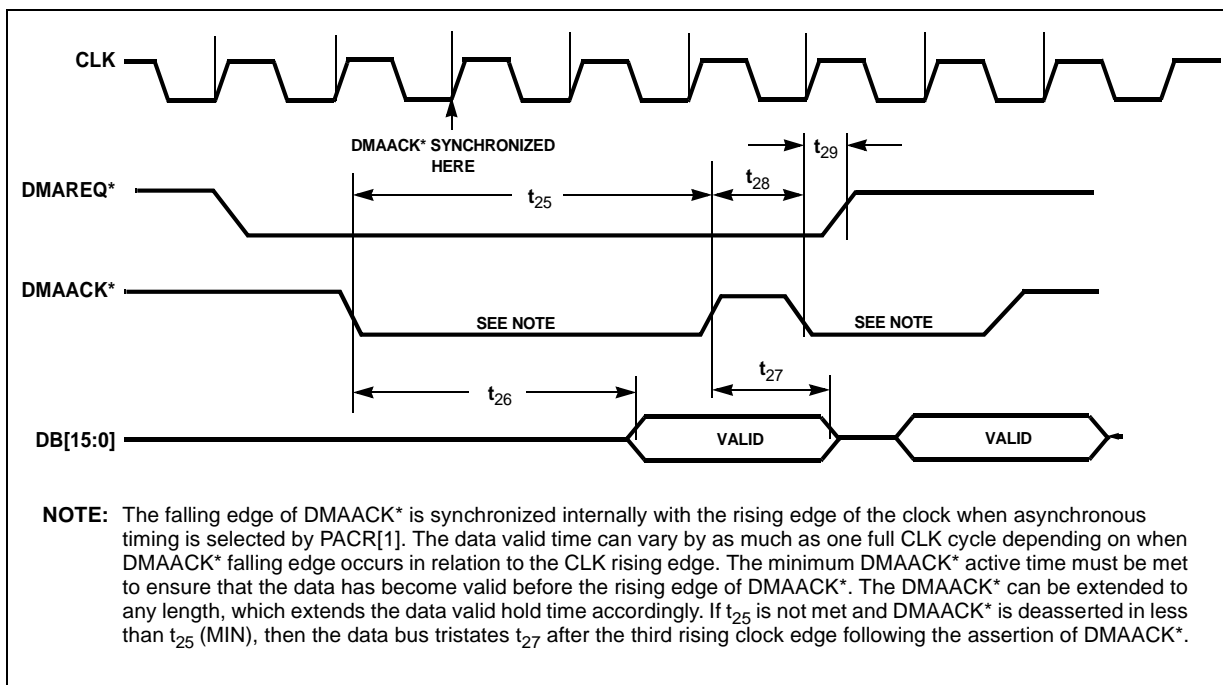 CLK
DMAACK* SYNCHRONIZED
HERE
t29
DMAREQ*
t25
t28
DMAACK*
SEE NOTE
SEE NOTE
t26
t27
DB[15:0]
VALID
VALID
NOTE: The falling edge of DMAACK* is synchronized internally with the rising edge of the clock when asynchronous
timing is selected by PACR[1]. The data valid time can vary by as much as one full CLK cycle depending on when
DMAACK* falling edge occurs in relation to the CLK rising edge. The minimum DMAACK* active time must be met
to ensure that the data has become valid before the rising edge of DMAACK*. The DMAACK* can be extended to
any length, which extends the data valid hold time accordingly. If t25 is not met and DMAACK* is deasserted in less
than t25 (MIN), then the data bus tristates t27 after the third rising clock edge following the assertion of DMAACK*.